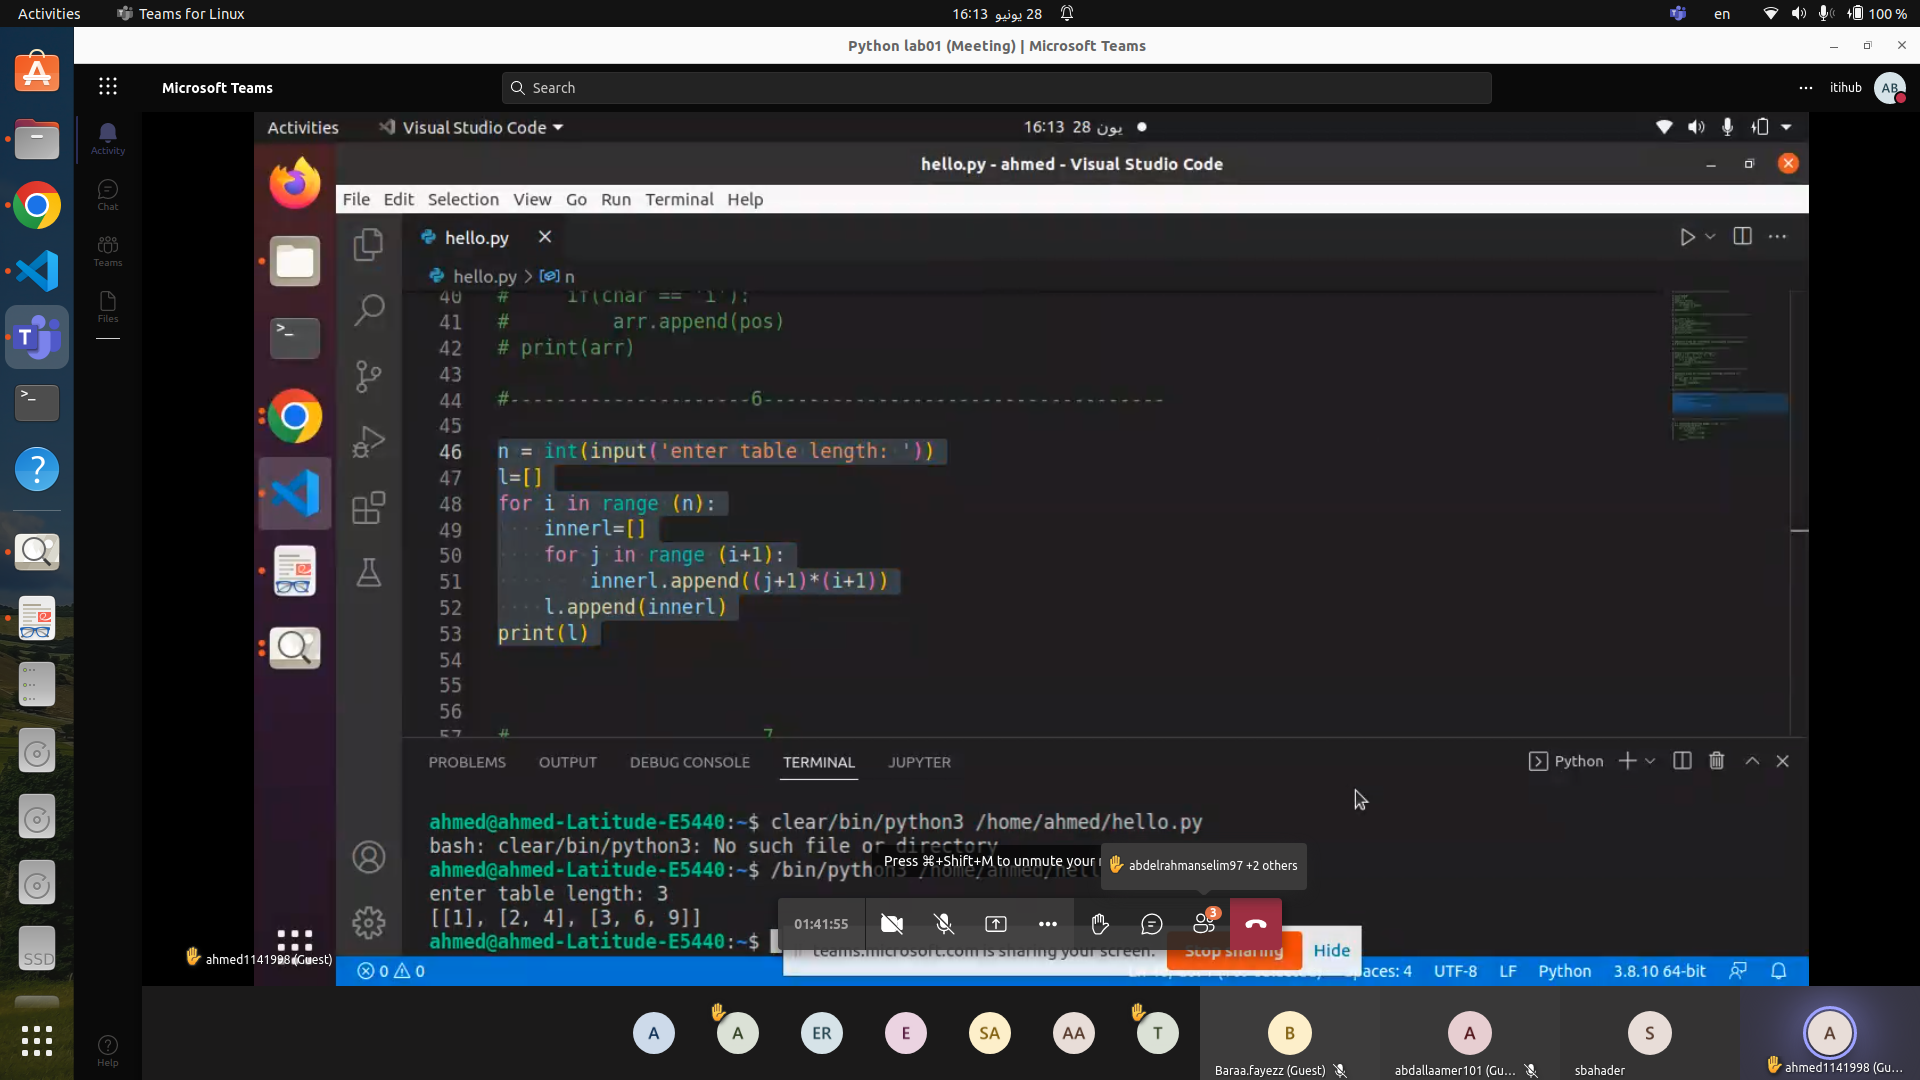 Activities
Teams for Linux
16:13 28 يونيو
en
100 %
Python lab01 (Meeting) | Microsoft Teams
Microsoft Teams
Search
itihub
AB
Activity
Chat
Teams
Files
Help
Activities
Visual Studio Code
16:13 28 يون
hello.py - ahmed - Visual Studio Code
File Edit Selection View Go Run Terminal Help
hello.py
hello.py > n
40 #     if(char == 'i'):
41 #         arr.append(pos)
42 # print(arr)
43
44 #---------------------6-----------------------------------
45
46 n = int(input('enter table length: '))
47 l=[]
48 for i in range (n):
49     innerl=[]
50     for j in range (i+1):
51         innerl.append((j+1)*(i+1))
52     l.append(innerl)
53 print(l)
54
55
56
57 # 7
PROBLEMS OUTPUT DEBUG CONSOLE TERMINAL JUPYTER
Python
ahmed@ahmed-Latitude-E5440:~$ clear/bin/python3 /home/ahmed/hello.py
bash: clear/bin/python3: No such file or directory
ahmed@ahmed-Latitude-E5440:~$ /bin/python3 /home/ahmed/hel
enter table length: 3
[[1], [2, 4], [3, 6, 9]]
ahmed@ahmed-Latitude-E5440:~$
Press ⌘+Shift+M to unmute your
abdelrahmanselim97 +2 others
01:41:55
3
teams.microsoft.com is sharing your screen.
Stop sharing
Hide
ahmed1141998 (Guest)
0 0
Spaces: 4 UTF-8 LF Python 3.8.10 64-bit
SSD
A
A
ER
E
SA
AA
T
B
Baraa.fayezz (Guest)
A
abdallaamer101 (Gu...
S
sbahader
A
ahmed1141998 (Gu...